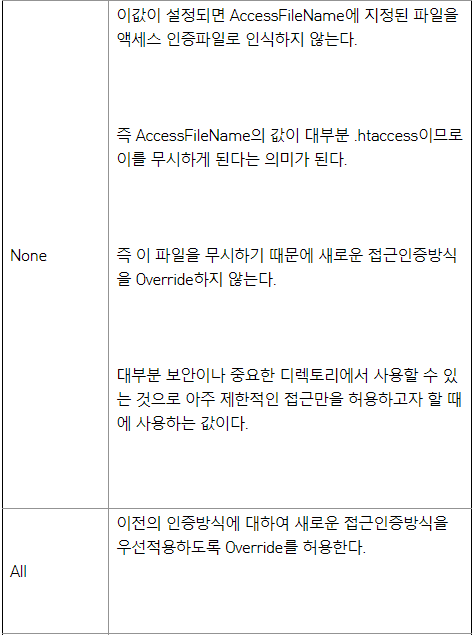 이값이 설정되면 AccessFileName에 지정된 파일을
액세스 인증파일로 인식하지 않는다.
즉 AccessFileName의 값이 대부분 .htaccess이므로
이를 무시하게 된다는 의미가 된다.
None
즉 이 파일을 무시하기 때문에 새로운 접근인증방식
을 Override하지 않는다.
대부분 보안이나 중요한 디렉토리에서 사용할 수 있
는 것으로 아주 제한적인 접근만을 허용하고자 할 때
에 사용하는 값이다.
이전의 인증방식에 대하여 새로운 접근인증방식을
우선적용하도록 Override를 허용한다.
All